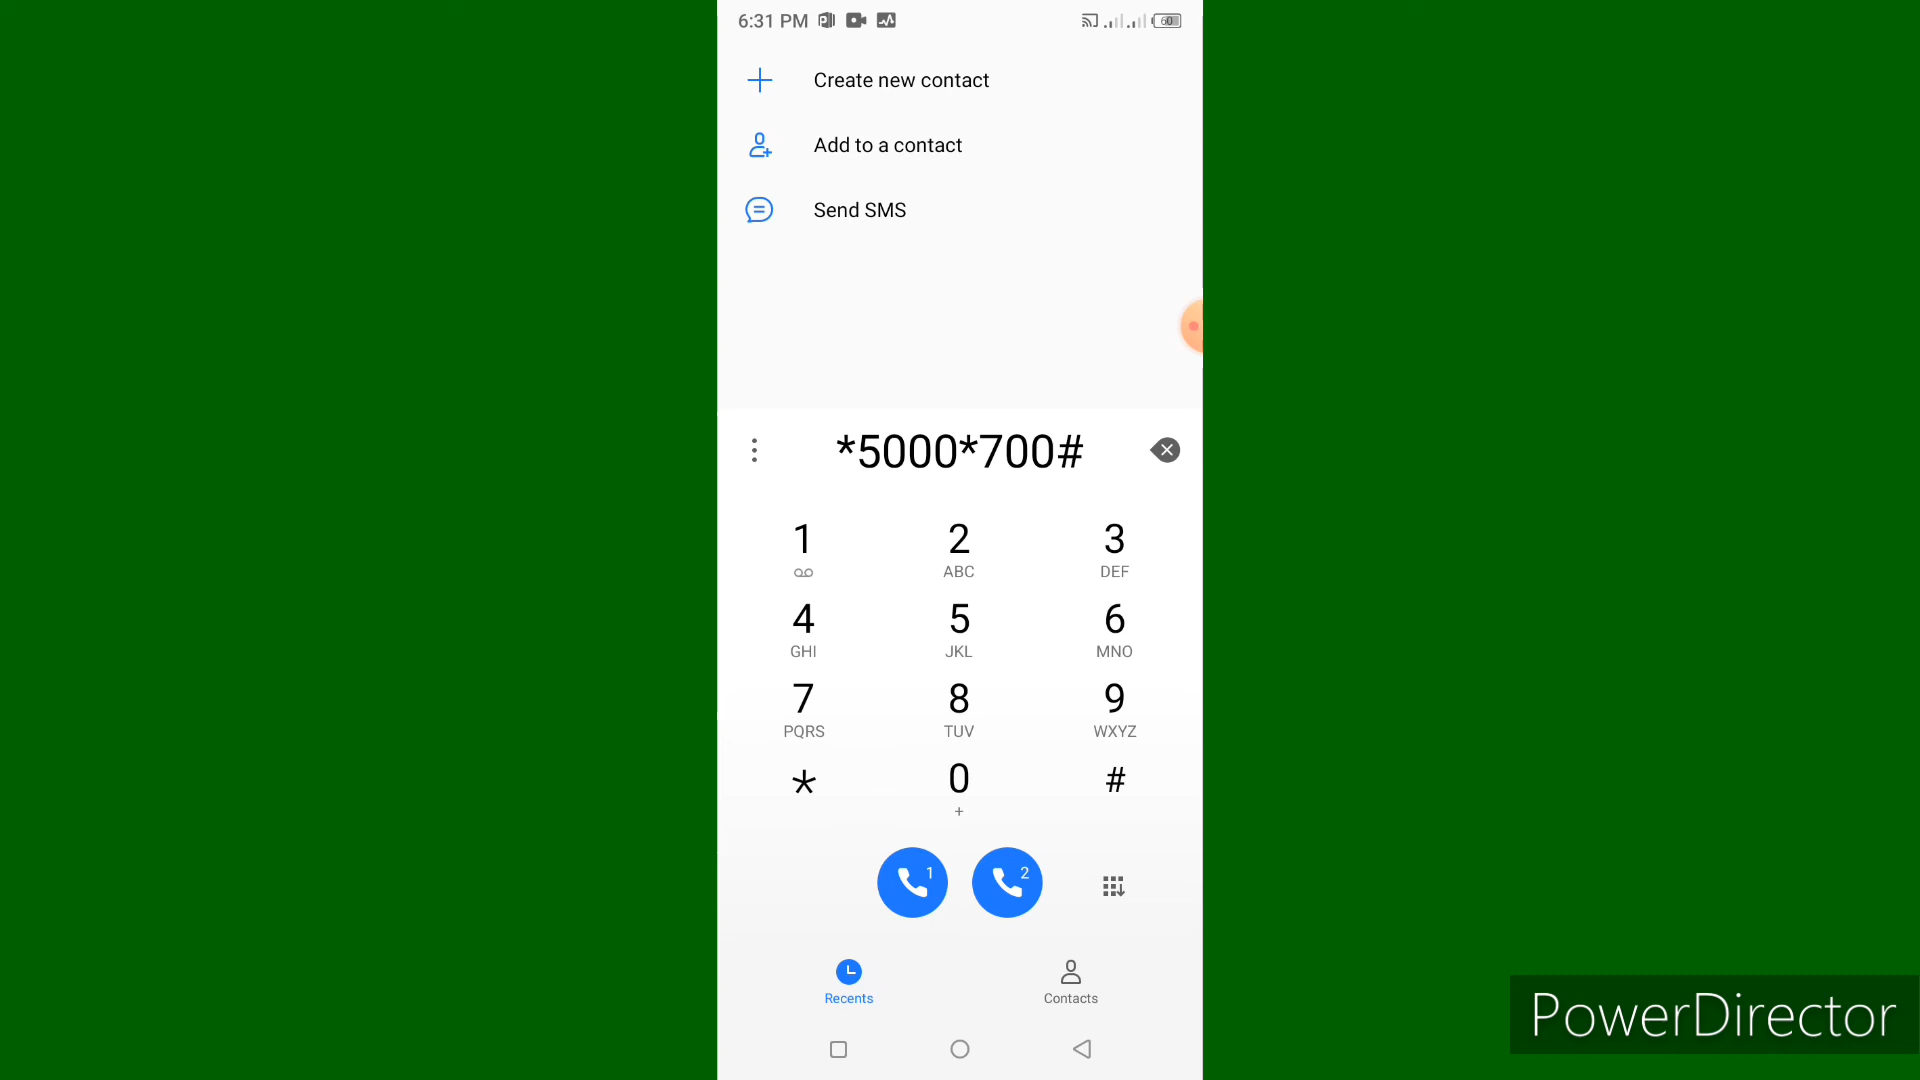 6:31 PM
60
Create new contact
Add to a contact
Send SMS
*5000*700#
1 2 3
ABC DEF
4 5 6
GHI JKL MNO
7 8 9
PQRS TUV WXYZ
* 0 #
+
1 2
Recents Contacts
PowerDirector